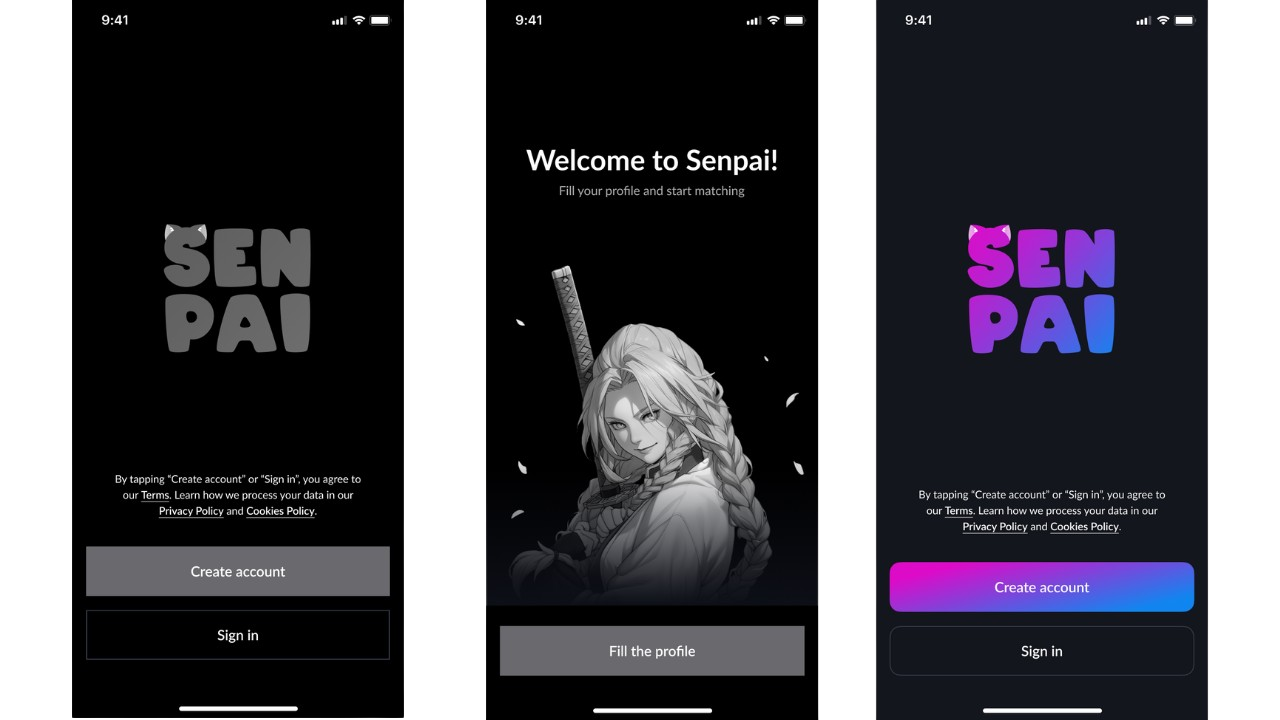 9:41
SEN
PAI
By tapping “Create account” or “Sign in”, you agree to
our Terms. Learn how we process your data in our
Privacy Policy and Cookies Policy.
Create account
Sign in
9:41
Welcome to Senpai!
Fill your profile and start matching
Fill the profile
9:41
SEN
PAI
By tapping “Create account” or “Sign in”, you agree to
our Terms. Learn how we process your data in our
Privacy Policy and Cookies Policy.
Create account
Sign in